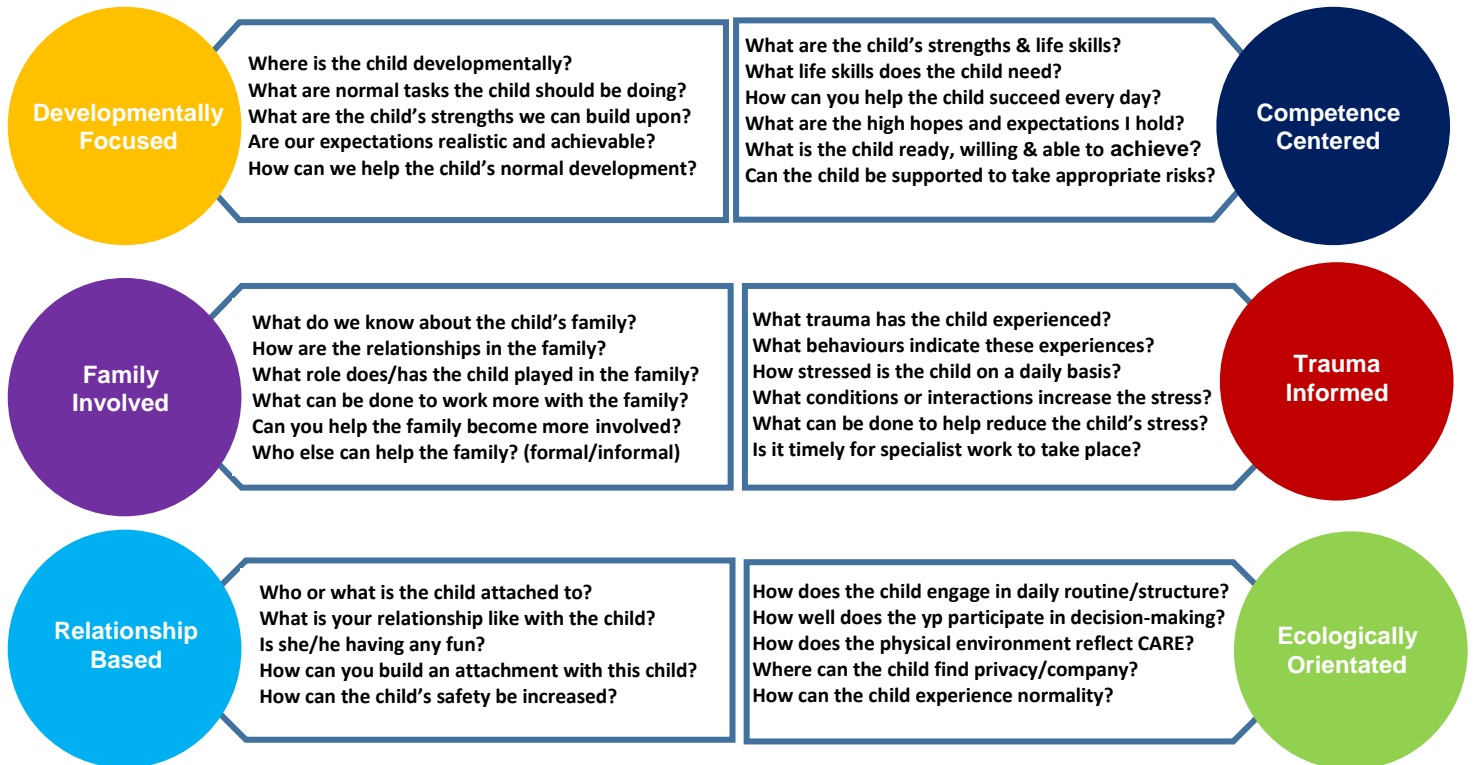 Developmentally
Focused
Where is the child developmentally?
What are normal tasks the child should be doing?
What are the child’s strengths we can build upon?
Are our expectations realistic and achievable?
How can we help the child’s normal development?
What are the child’s strengths & life skills?
What life skills does the child need?
How can you help the child succeed every day?
What are the high hopes and expectations I hold?
What is the child ready, willing & able to achieve?
Can the child be supported to take appropriate risks?
Competence
Centered
Family
Involved
What do we know about the child’s family?
How are the relationships in the family?
What role does/has the child played in the family?
What can be done to work more with the family?
Can you help the family become more involved?
Who else can help the family? (formal/informal)
What trauma has the child experienced?
What behaviours indicate these experiences?
How stressed is the child on a daily basis?
What conditions or interactions increase the stress?
What can be done to help reduce the child’s stress?
Is it timely for specialist work to take place?
Trauma
Informed
Relationship
Based
Who or what is the child attached to?
What is your relationship like with the child?
Is she/he having any fun?
How can you build an attachment with this child?
How can the child’s safety be increased?
How does the child engage in daily routine/structure?
How well does the yp participate in decision-making?
How does the physical environment reflect CARE?
Where can the child find privacy/company?
How can the child experience normality?
Ecologically
Orientated